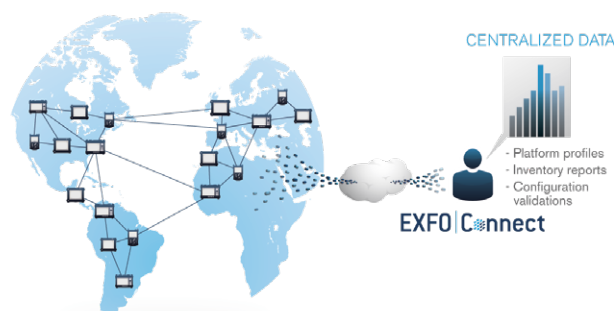 CENTRALIZED DATA
- Platform profiles
- Inventory reports
- Configuration
validations
EXFO|Connect